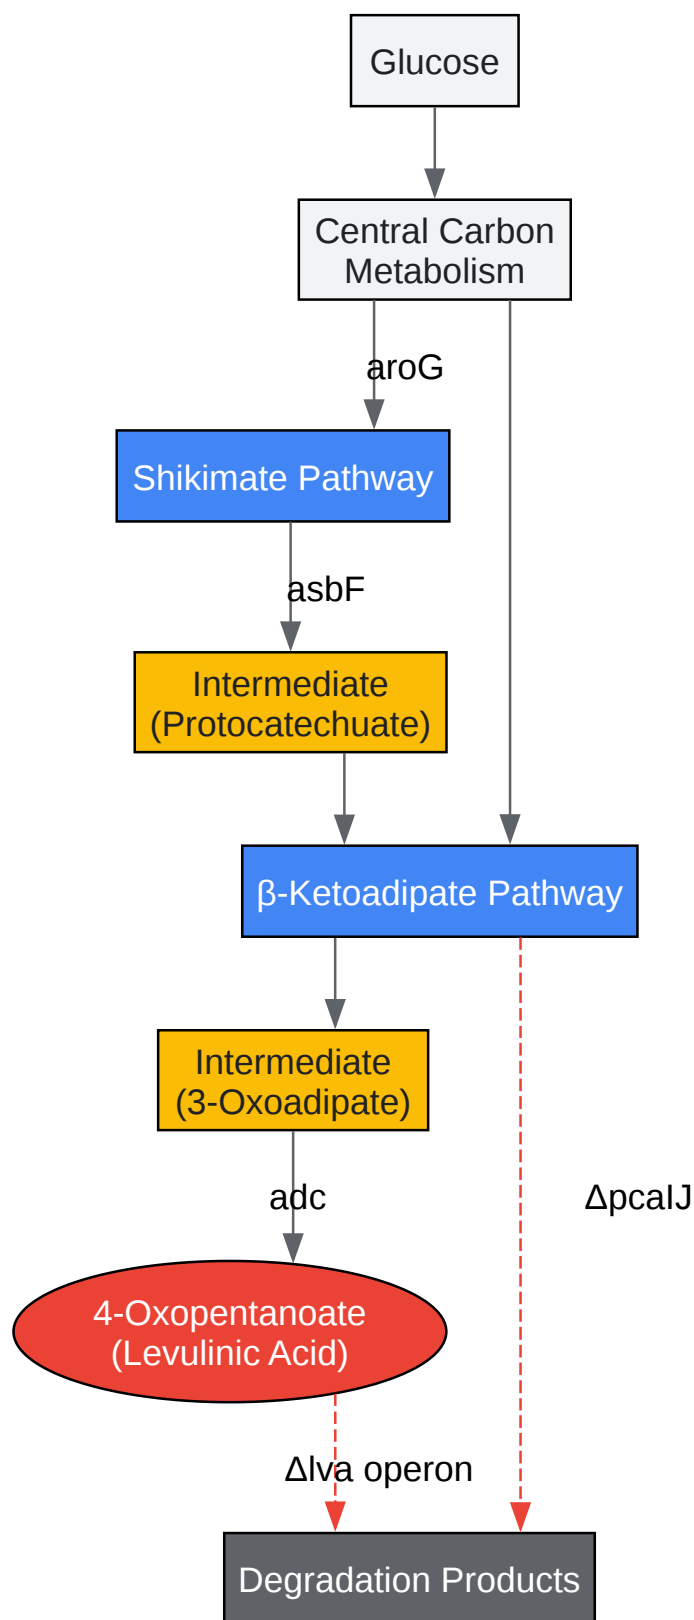 Glucose
Central Carbon
Metabolism
aroG
Shikimate Pathway
asbF
Intermediate
(Protocatechuate)
β-Ketoadipate Pathway
Intermediate
(3-Oxoadipate)
adc
ΔpcaIJ
4-Oxopentanoate
(Levulinic Acid)
Δlva operon
Degradation Products